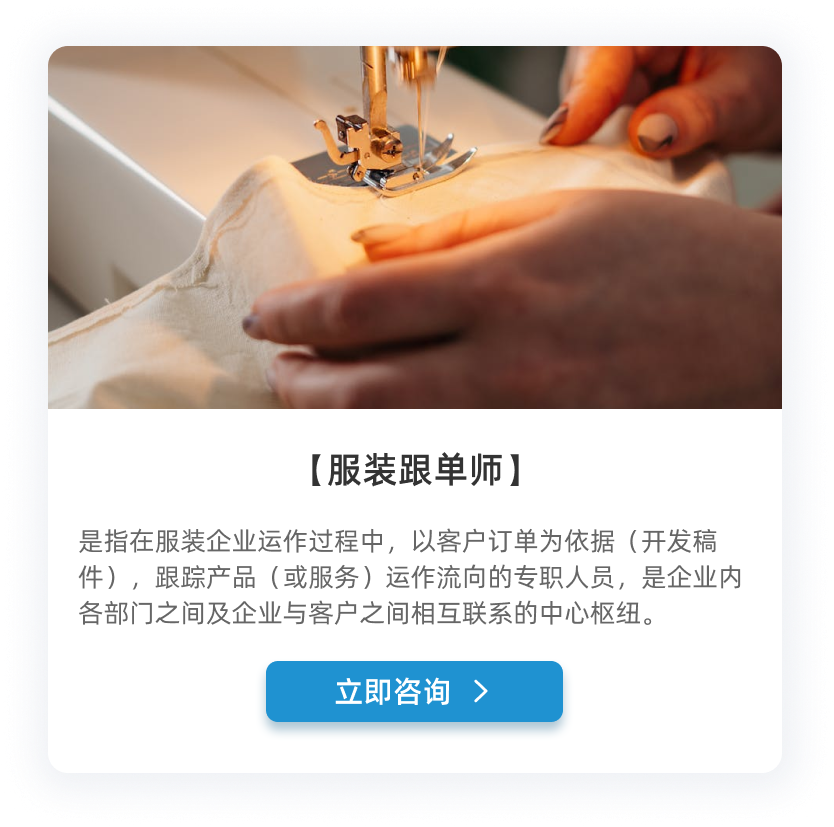 【服装跟单师】
是指在服装企业运作过程中，以客户订单为依据（开发稿
件），跟踪产品（或服务）运作流向的专职人员，是企业内
各部门之间及企业与客户之间相互联系的中心枢纽。
立即咨询 >